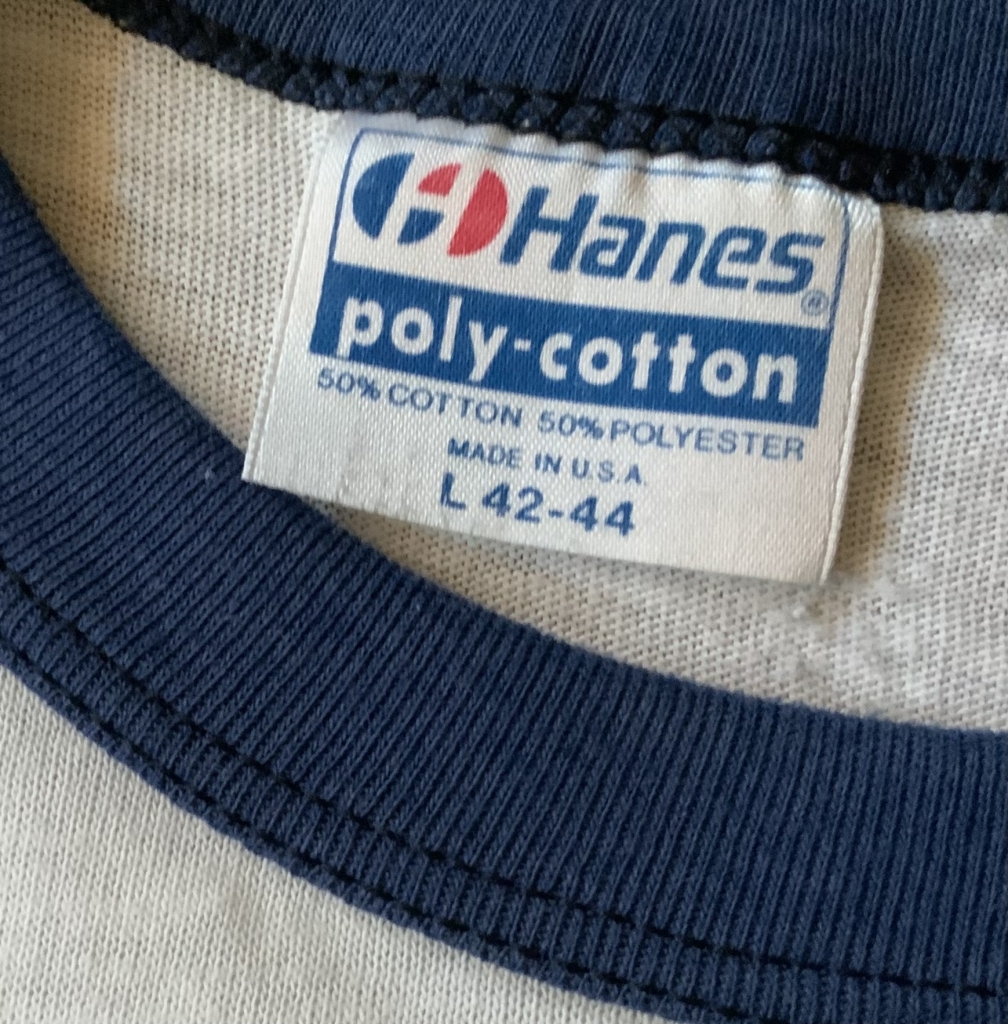 Hanes®
poly-cotton
50% COTTON 50% POLYESTER
MADE IN U.S.A.
L 42-44